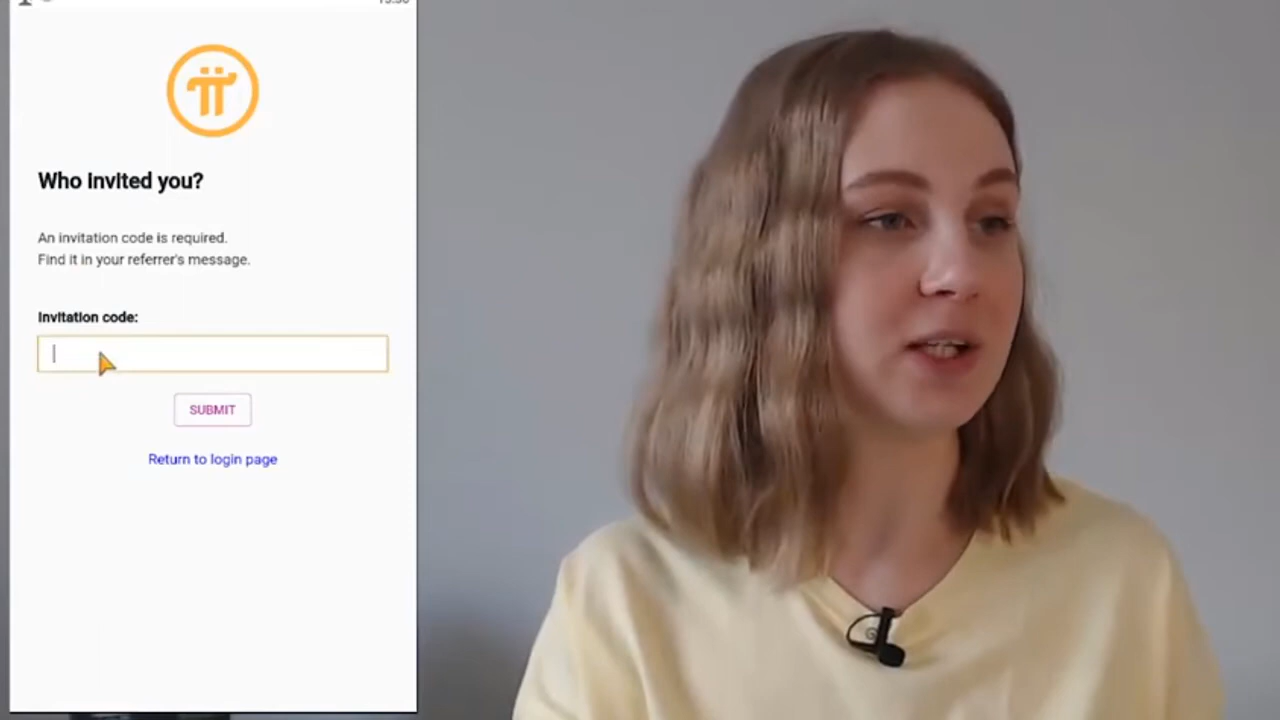 Who invited you?
An invitation code is required.
Find it in your referrer's message.
Invitation code:
SUBMIT
Return to login page